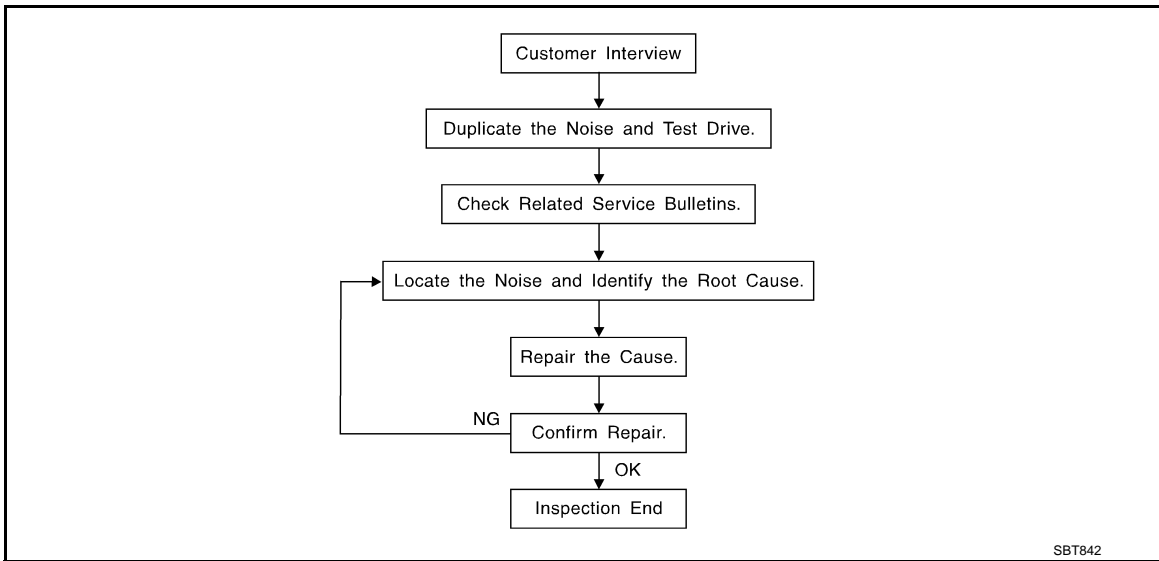 Customer Interview
Duplicate the Noise and Test Drive.
Check Related Service Bulletins.
Locate the Noise and Identify the Root Cause.
Repair the Cause.
NG
Confirm Repair.
OK
Inspection End
SBT842